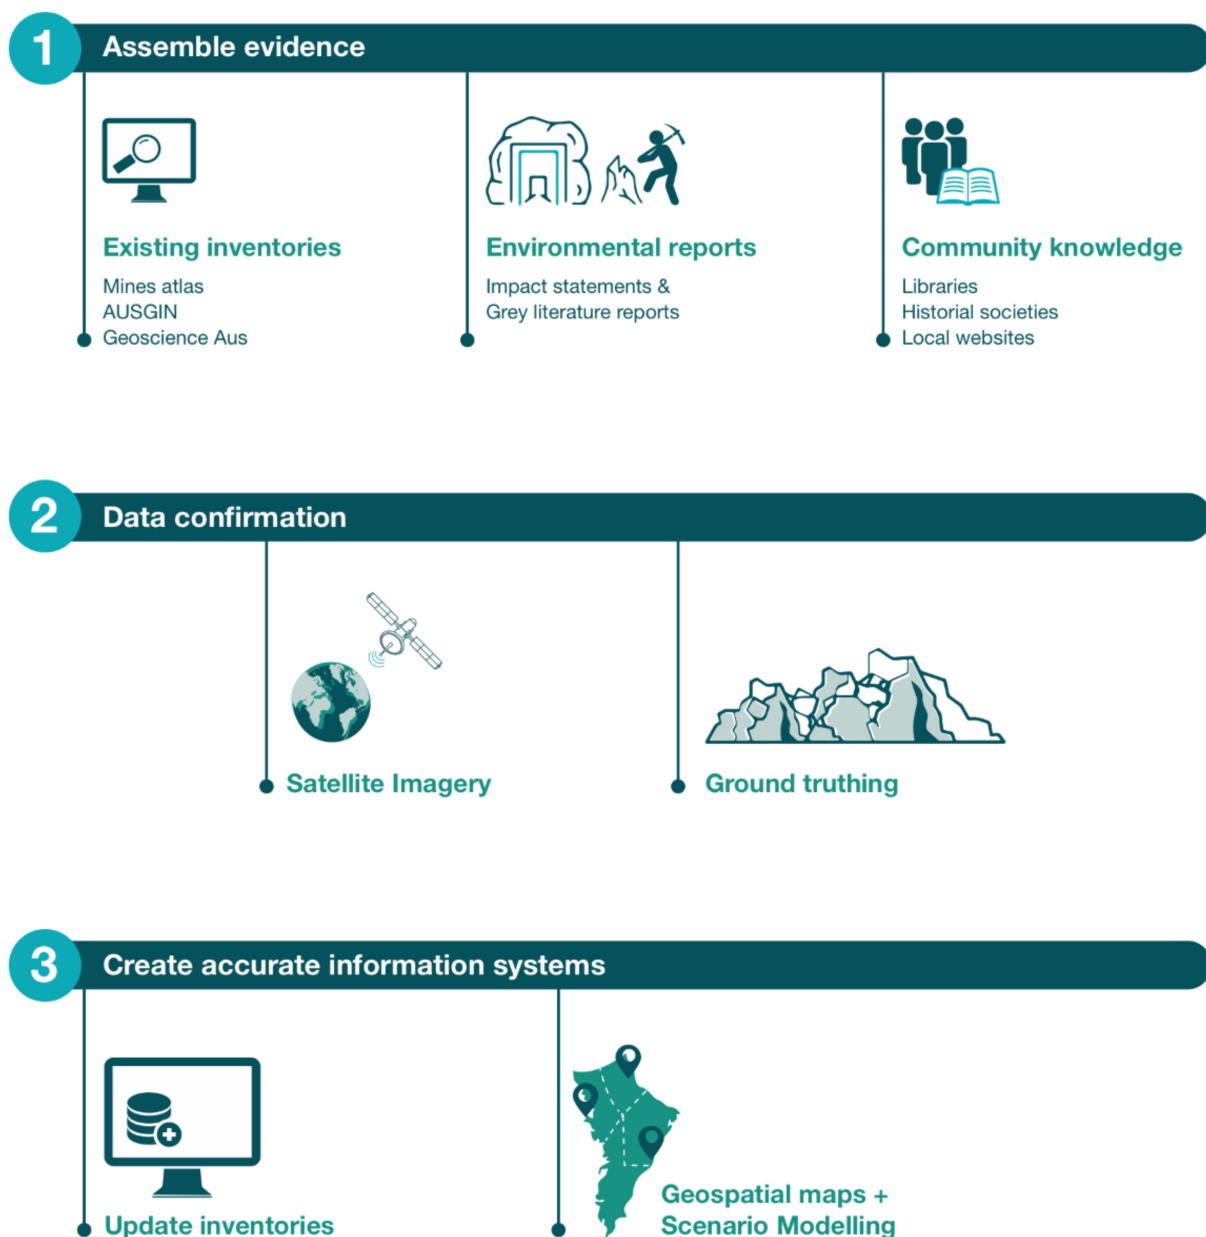 1
Assemble evidence
Existing inventories
Mines atlas
AUSGIN
Geoscience Aus
Environmental reports
Impact statements &
Grey literature reports
Community knowledge
Libraries
Historial societies
Local websites
2
Data confirmation
Satellite Imagery
Ground truthing
3
Create accurate information systems
Update inventories
Geospatial maps +
Scenario Modelling